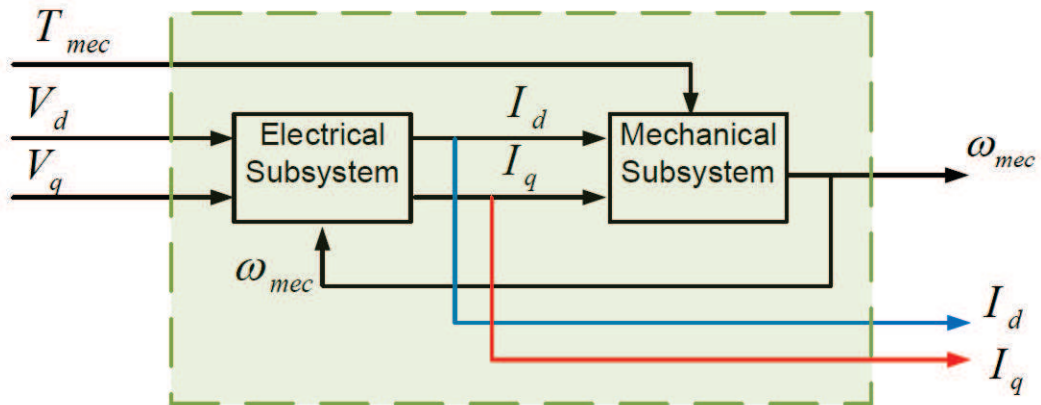 T_mec
V_d
V_q
Electrical
Subsystem
I_d
I_q
Mechanical
Subsystem
ω_mec
ω_mec
I_d
I_q